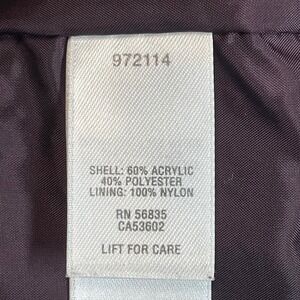 972114
SHELL: 60% ACRYLIC
40% POLYESTER
LINING: 100% NYLON
RN 56835
CA53602
LIFT FOR CARE